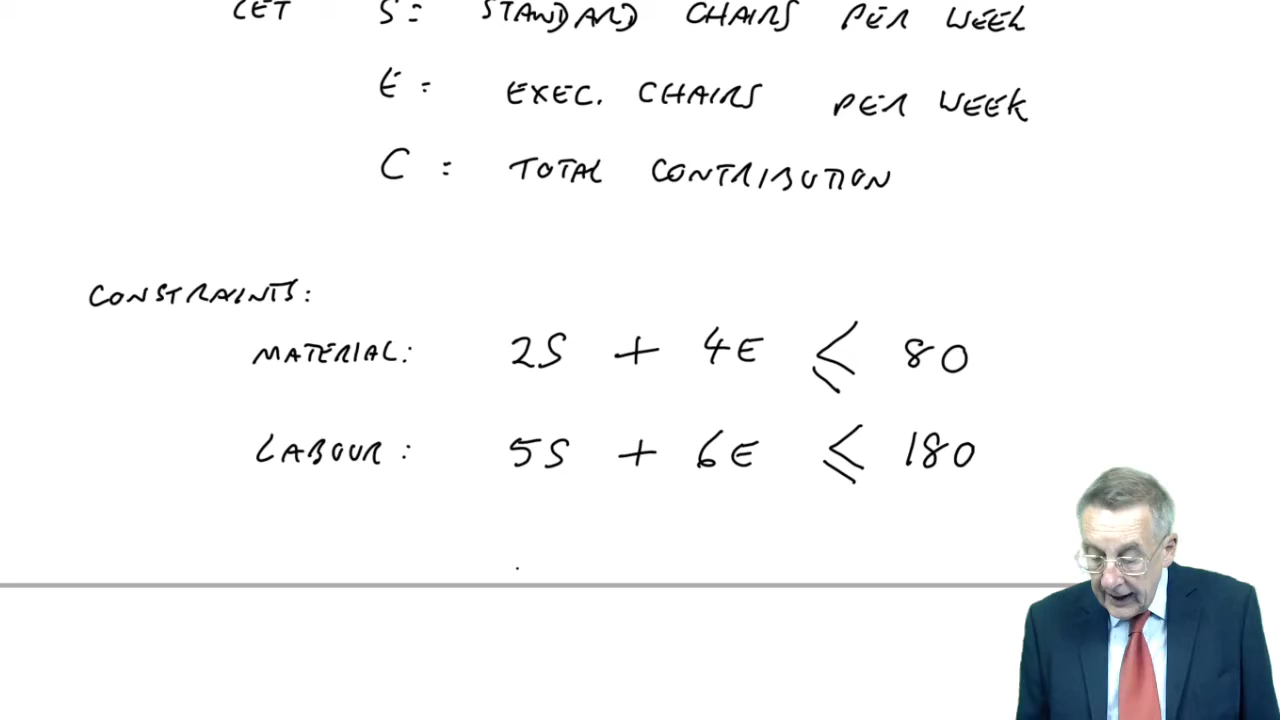 LET S = STANDARD CHAIRS PER WEEK
E = EXEC. CHAIRS PER WEEK
C = TOTAL CONTRIBUTION
CONSTRAINTS:
MATERIAL: 2S + 4E ≤ 80
LABOUR: 5S + 6E ≤ 180